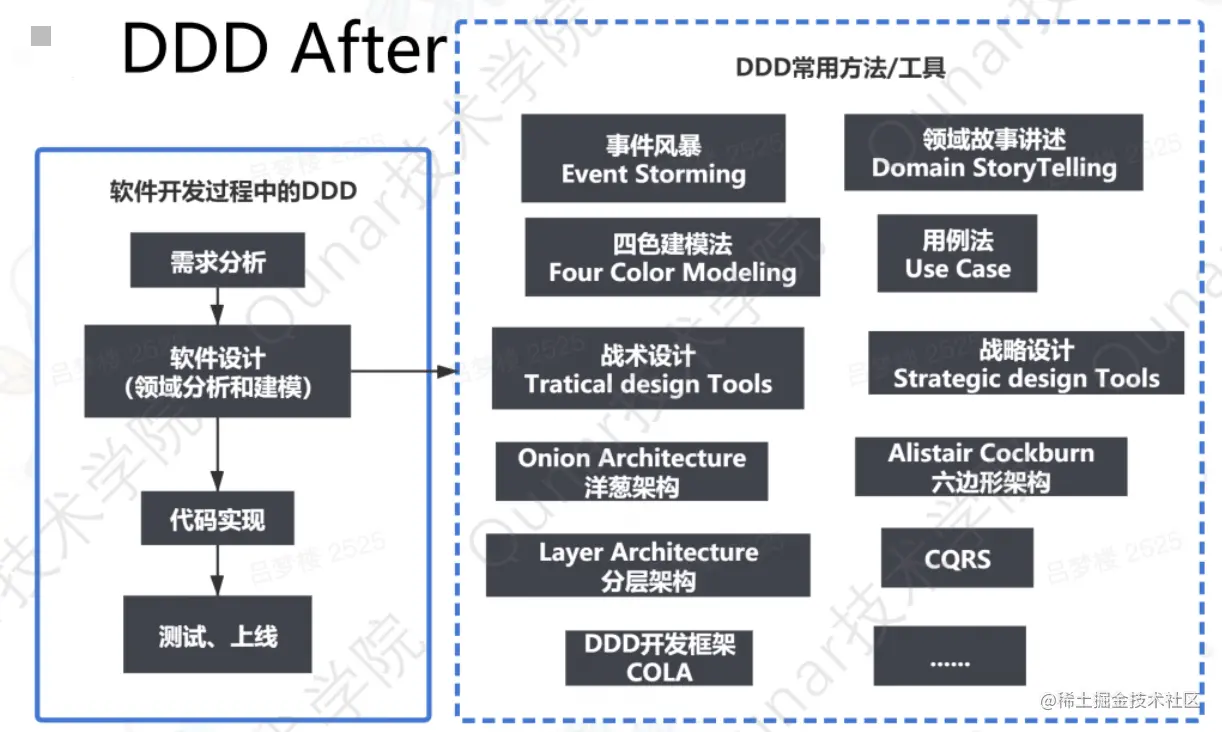 DDD After
软件开发过程中的DDD
需求分析
软件设计
（领域分析和建模）
代码实现
测试、上线
DDD常用方法/工具
事件风暴
Event Storming
领域故事讲述
Domain StoryTelling
四色建模法
Four Color Modeling
用例法
Use Case
战术设计
Tratical design Tools
战略设计
Strategic design Tools
Onion Architecture
洋葱架构
Alistair Cockburn
六边形架构
Layer Architecture
分层架构
CQRS
DDD开发框架
COLA
......
@稀土掘金技术社区
Qunar技术学院
吕梦楼 2525